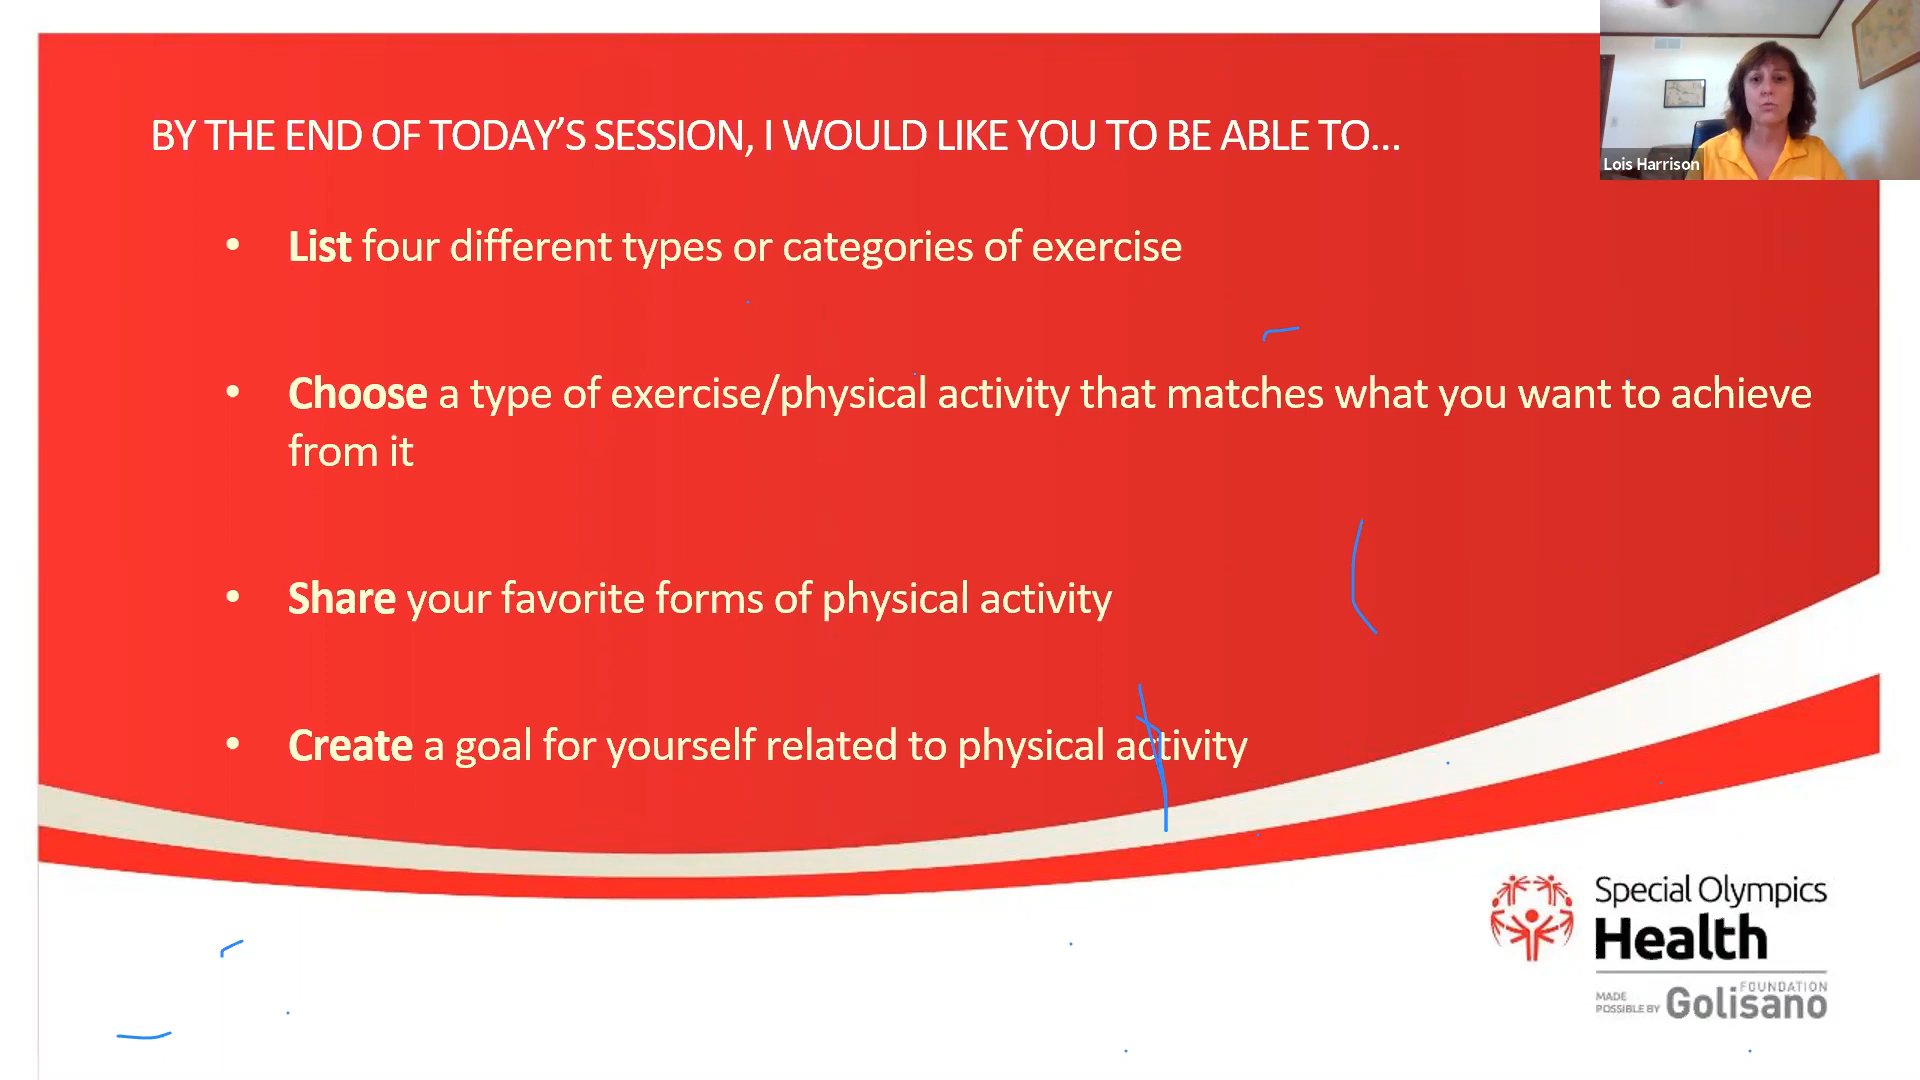 BY THE END OF TODAY’S SESSION, I WOULD LIKE YOU TO BE ABLE TO…
Lois Harrison
• List four different types or categories of exercise
• Choose a type of exercise/physical activity that matches what you want to achieve
from it
• Share your favorite forms of physical activity
• Create a goal for yourself related to physical activity
Special Olympics
Health
MADE POSSIBLE BY
FOUNDATION
Golisano